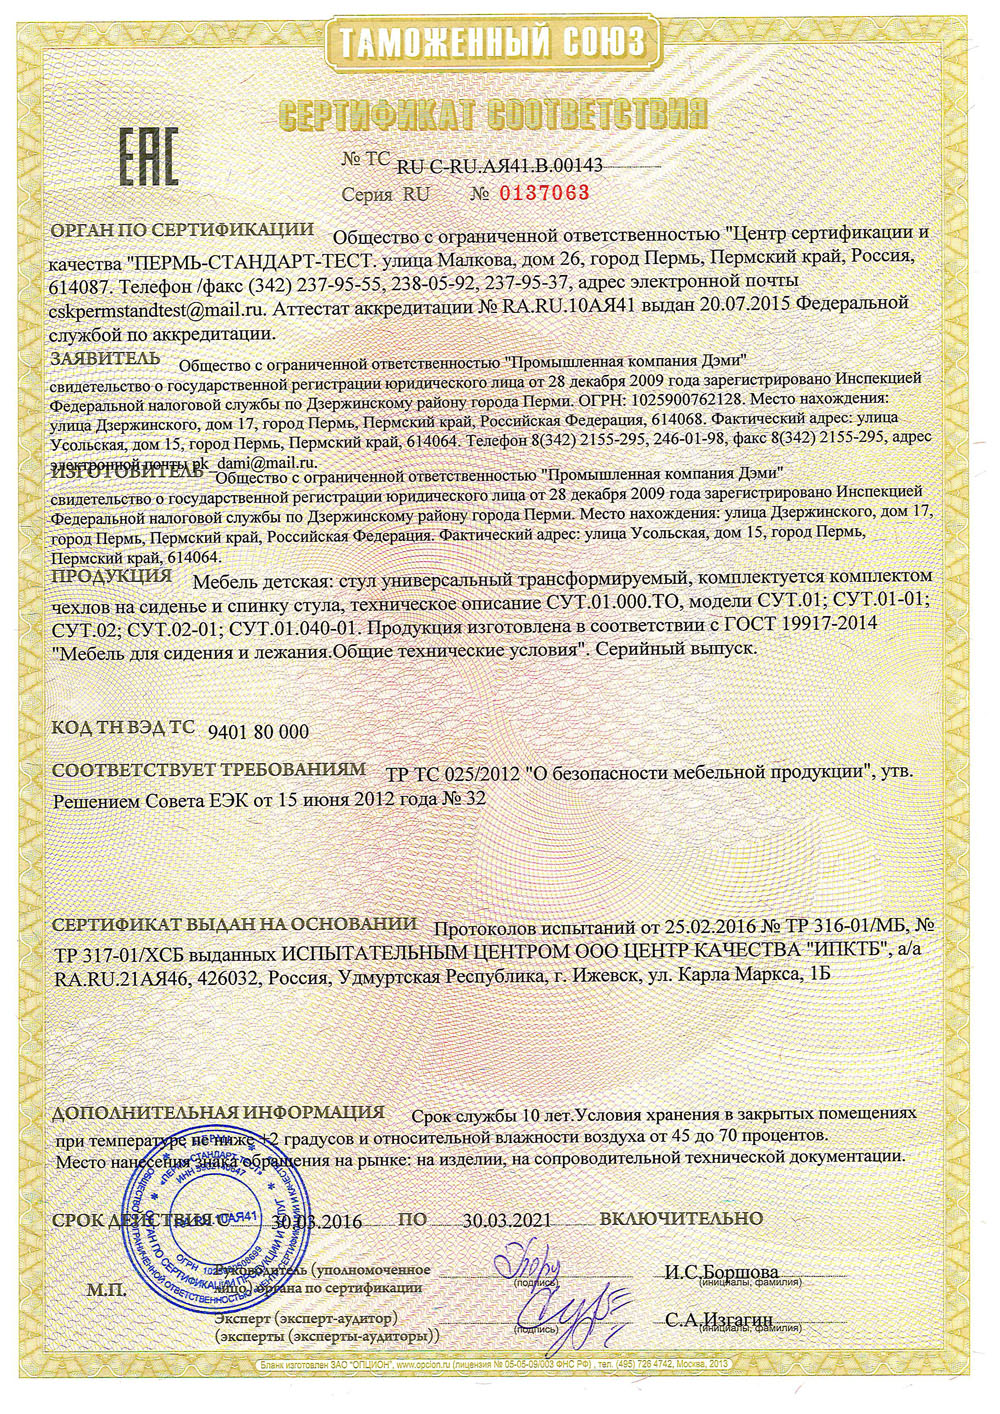 ТАМОЖЕННЫЙ СОЮЗ
СЕРТИФИКАТ СООТВЕТСТВИЯ
ЕАС
№ ТС RU С-RU.АЯ41.В.00143
Серия RU № 0137063
ОРГАН ПО СЕРТИФИКАЦИИ Общество с ограниченной ответственностью "Центр сертификации и
качества "ПЕРМЬ-СТАНДАРТ-ТЕСТ. улица Малкова, дом 26, город Пермь, Пермский край, Россия,
614087. Телефон /факс (342) 237-95-55, 238-05-92, 237-95-37, адрес электронной почты
cskpermstandtest@mail.ru. Аттестат аккредитации № RA.RU.10АЯ41 выдан 20.07.2015 Федеральной
службой по аккредитации.
ЗАЯВИТЕЛЬ Общество с ограниченной ответственностью "Промышленная компания Дэми"
свидетельство о государственной регистрации юридического лица от 28 декабря 2009 года зарегистрировано Инспекцией
Федеральной налоговой службы по Дзержинскому району города Перми. ОГРН: 1025900762128. Место нахождения:
улица Дзержинского, дом 17, город Пермь, Пермский край, Российская Федерация, 614068. Фактический адрес: улица
Усольская, дом 15, город Пермь, Пермский край, 614064. Телефон 8(342) 2155-295, 246-01-98, факс 8(342) 2155-295, адрес
электронной почты pk_dami@mail.ru.
ИЗГОТОВИТЕЛЬ Общество с ограниченной ответственностью "Промышленная компания Дэми"
свидетельство о государственной регистрации юридического лица от 28 декабря 2009 года зарегистрировано Инспекцией
Федеральной налоговой службы по Дзержинскому району города Перми. Место нахождения: улица Дзержинского, дом 17,
город Пермь, Пермский край, Российская Федерация. Фактический адрес: улица Усольская, дом 15, город Пермь,
Пермский край, 614064.
ПРОДУКЦИЯ Мебель детская: стул универсальный трансформируемый, комплектуется комплектом
чехлов на сиденье и спинку стула, техническое описание СУТ.01.000.ТО, модели СУТ.01; СУТ.01-01;
СУТ.02; СУТ.02-01; СУТ.01.040-01. Продукция изготовлена в соответствии с ГОСТ 19917-2014
"Мебель для сидения и лежания.Общие технические условия". Серийный выпуск.
КОД ТН ВЭД ТС 9401 80 000
СООТВЕТСТВУЕТ ТРЕБОВАНИЯМ ТР ТС 025/2012 "О безопасности мебельной продукции", утв.
Решением Совета ЕЭК от 15 июня 2012 года № 32
СЕРТИФИКАТ ВЫДАН НА ОСНОВАНИИ Протоколов испытаний от 25.02.2016 № ТР 316-01/МБ, №
ТР 317-01/ХСБ выданных ИСПЫТАТЕЛЬНЫМ ЦЕНТРОМ ООО ЦЕНТР КАЧЕСТВА "ИПКТБ", а/а
RA.RU.21АЯ46, 426032, Россия, Удмуртская Республика, г. Ижевск, ул. Карла Маркса, 1Б
ДОПОЛНИТЕЛЬНАЯ ИНФОРМАЦИЯ Срок службы 10 лет.Условия хранения в закрытых помещениях
при температуре не ниже +2 градусов и относительной влажности воздуха от 45 до 70 процентов.
Место нанесения знака обращения на рынке: на изделии, на сопроводительной технической документации.
СРОК ДЕЙСТВИЯ С 30.03.2016 ПО 30.03.2021 ВКЛЮЧИТЕЛЬНО
RA.RU.10АЯ41
М.П.
Руководитель (уполномоченное
лицо) органа по сертификации
(подпись)
И.С.Боршова
(инициалы, фамилия)
Эксперт (эксперт-аудитор)
(эксперты (эксперты-аудиторы))
(подпись)
С.А.Изгагин
(инициалы, фамилия)
Бланк изготовлен ЗАО "ОПЦИОН", www.opcion.ru (лицензия № 05-05-09/003 ФНС РФ) , тел. (495) 726 4742, Москва, 2013